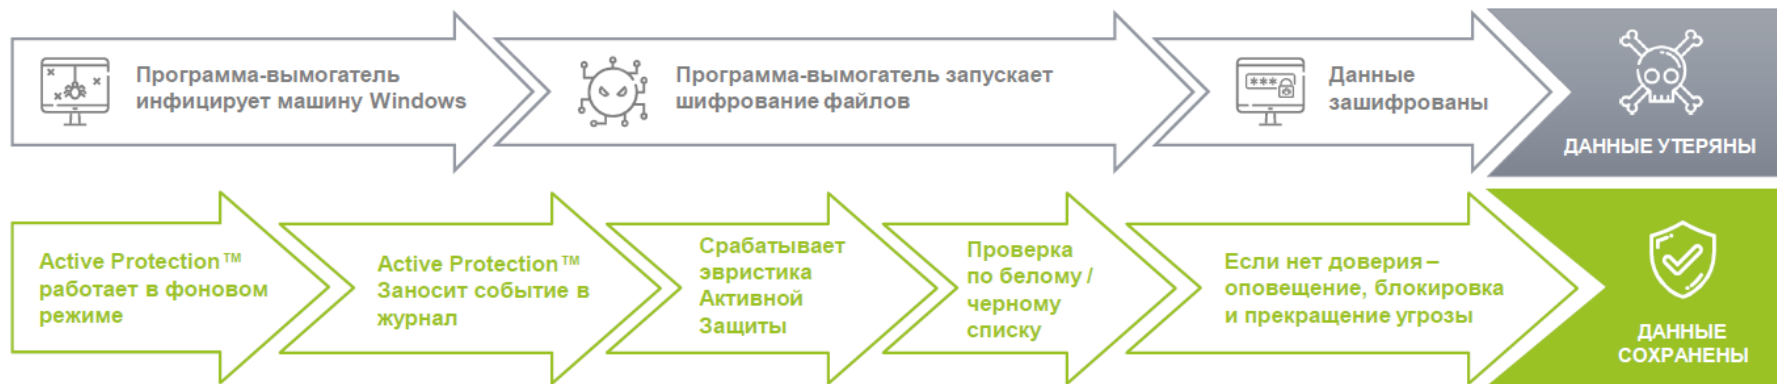 Программа-вымогатель
инфицирует машину Windows
Программа-вымогатель запускает
шифрование файлов
***
Данные
зашифрованы
ДАННЫЕ УТЕРЯНЫ
Active Protection™
работает в фоновом
режиме
Active Protection™
Заносит событие в
журнал
Срабатывает
эвристика
Активной
Защиты
Проверка
по белому /
черному
списку
Если нет доверия –
оповещение, блокировка
и прекращение угрозы
ДАННЫЕ
СОХРАНЕНЫ